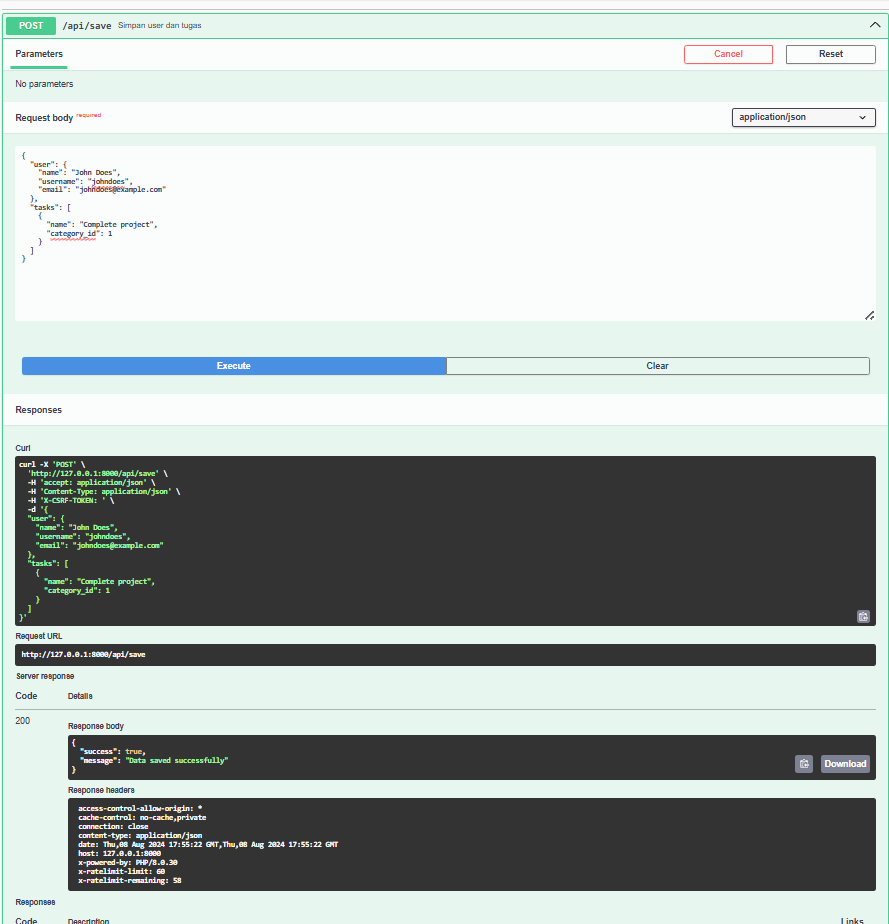 POST /api/save Simpan user dan tugas
Parameters Cancel Reset
No parameters
Request body required application/json
{
"user": {
"name": "John Does",
"username": "johndoes",
"email": "johndoes@example.com"
},
"tasks": [
{
"name": "Complete project",
"category_id": 1
}
]
}
Execute Clear
Responses
Curl
curl -X 'POST' \
'http://127.0.0.1:8000/api/save' \
-H 'accept: application/json' \
-H 'Content-Type: application/json' \
-H 'X-CSRF-TOKEN: ' \
-d '{
"user": {
"name": "John Does",
"username": "johndoes",
"email": "johndoes@example.com"
},
"tasks": [
{
"name": "Complete project",
"category_id": 1
}
]
}'
Request URL
http://127.0.0.1:8000/api/save
Server response
Code Details
200
Response body
{
"success": true,
"message": "Data saved successfully"
}
Download
Response headers
access-control-allow-origin: *
cache-control: no-cache,private
connection: close
content-type: application/json
date: Thu,08 Aug 2024 17:55:22 GMT,Thu,08 Aug 2024 17:55:22 GMT
host: 127.0.0.1:8000
x-powered-by: PHP/8.0.30
x-ratelimit-limit: 60
x-ratelimit-remaining: 58
Responses
Code Description Links